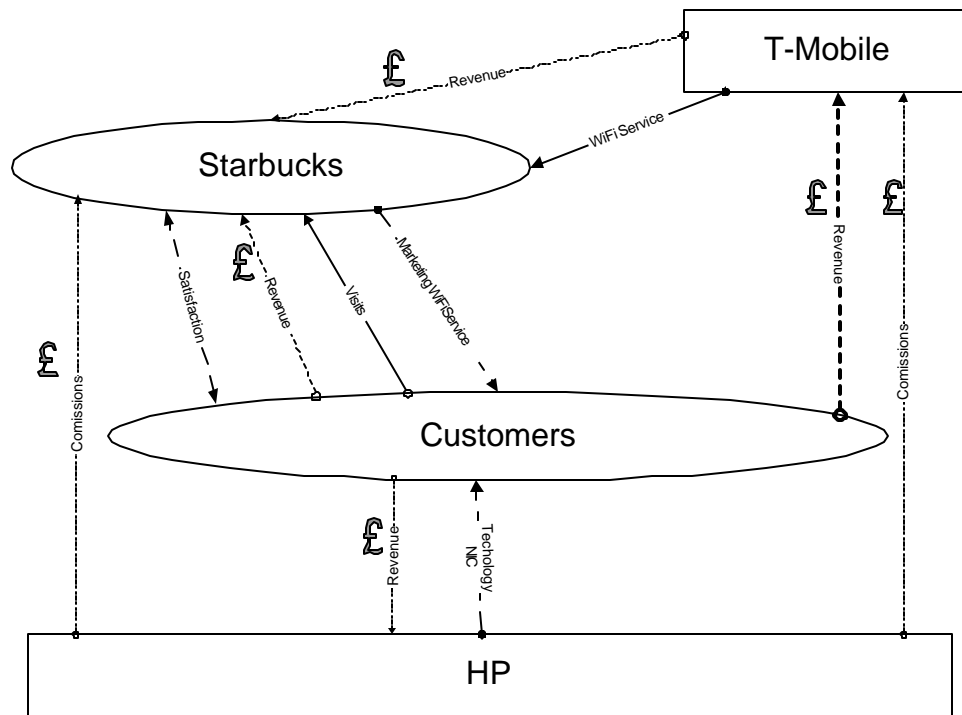 T-Mobile
£
Revenue
WiFi Service
Starbucks
£
£
Revenue
£
Satisfaction
Revenue
Visits
Marketing WiFi Service
£
Comissions
Comissions
Customers
£
Revenue
Techology
NIC
HP